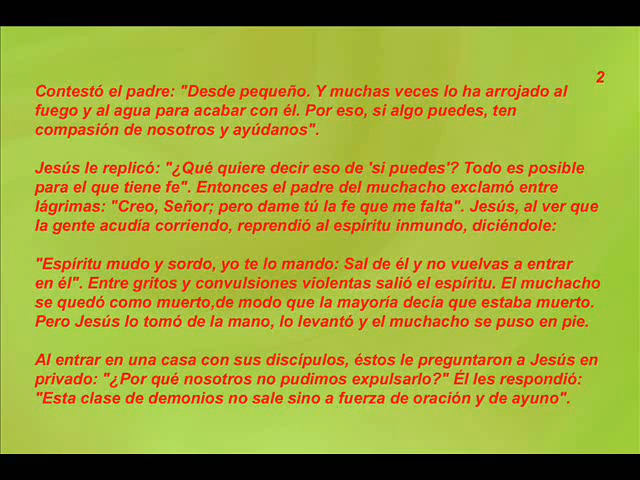 2
Contestó el padre: "Desde pequeño. Y muchas veces lo ha arrojado al
fuego y al agua para acabar con él. Por eso, si algo puedes, ten
compasión de nosotros y ayúdanos".
Jesús le replicó: "¿Qué quiere decir eso de 'si puedes'? Todo es posible
para el que tiene fe". Entonces el padre del muchacho exclamó entre
lágrimas: "Creo, Señor; pero dame tú la fe que me falta". Jesús, al ver que
la gente acudía corriendo, reprendió al espíritu inmundo, diciéndole:
"Espíritu mudo y sordo, yo te lo mando: Sal de él y no vuelvas a entrar
en él". Entre gritos y convulsiones violentas salió el espíritu. El muchacho
se quedó como muerto,de modo que la mayoría decía que estaba muerto.
Pero Jesús lo tomó de la mano, lo levantó y el muchacho se puso en pie.
Al entrar en una casa con sus discípulos, éstos le preguntaron a Jesús en
privado: "¿Por qué nosotros no pudimos expulsarlo?" Él les respondió:
"Esta clase de demonios no sale sino a fuerza de oración y de ayuno".